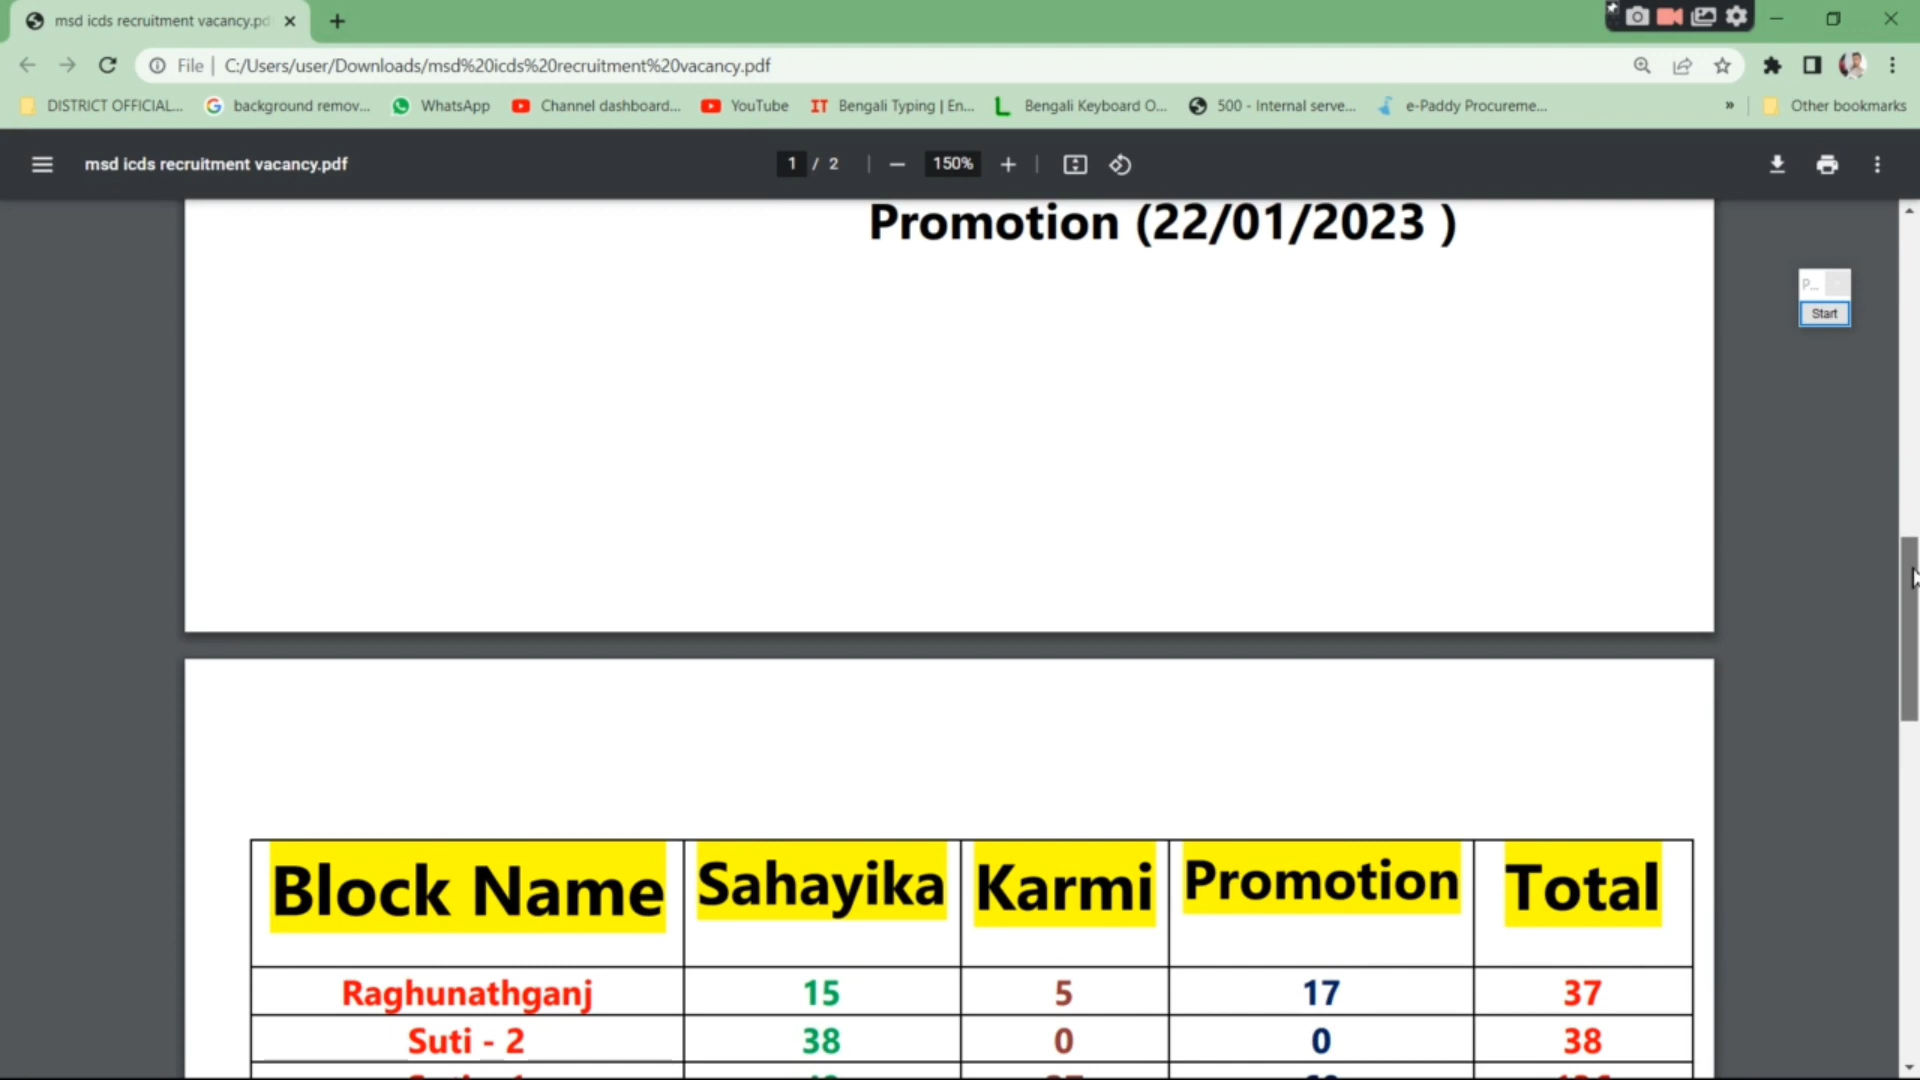 msd icds recruitment vacancy.pd
File
C:/Users/user/Downloads/msd%20icds%20recruitment%20vacancy.pdf
DISTRICT OFFICIAL...
background remov...
WhatsApp
Channel dashboard...
YouTube
IT
Bengali Typing | En...
Bengali Keyboard O...
500 - Internal serve...
e-Paddy Procureme...
»
Other bookmarks
msd icds recruitment vacancy.pdf
1 / 2
150%
Promotion (22/01/2023 )
P...
Start
Block Name Sahayika Karmi Promotion Total
Raghunathganj 15 5 17 37
Suti - 2 38 0 0 38